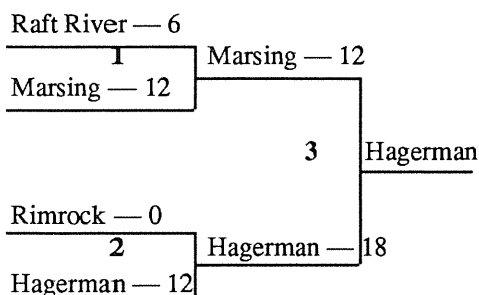 Raft River — 6
1
Marsing — 12
Marsing — 12
3
Hagerman
Rimrock — 0
2
Hagerman — 18
Hagerman — 12